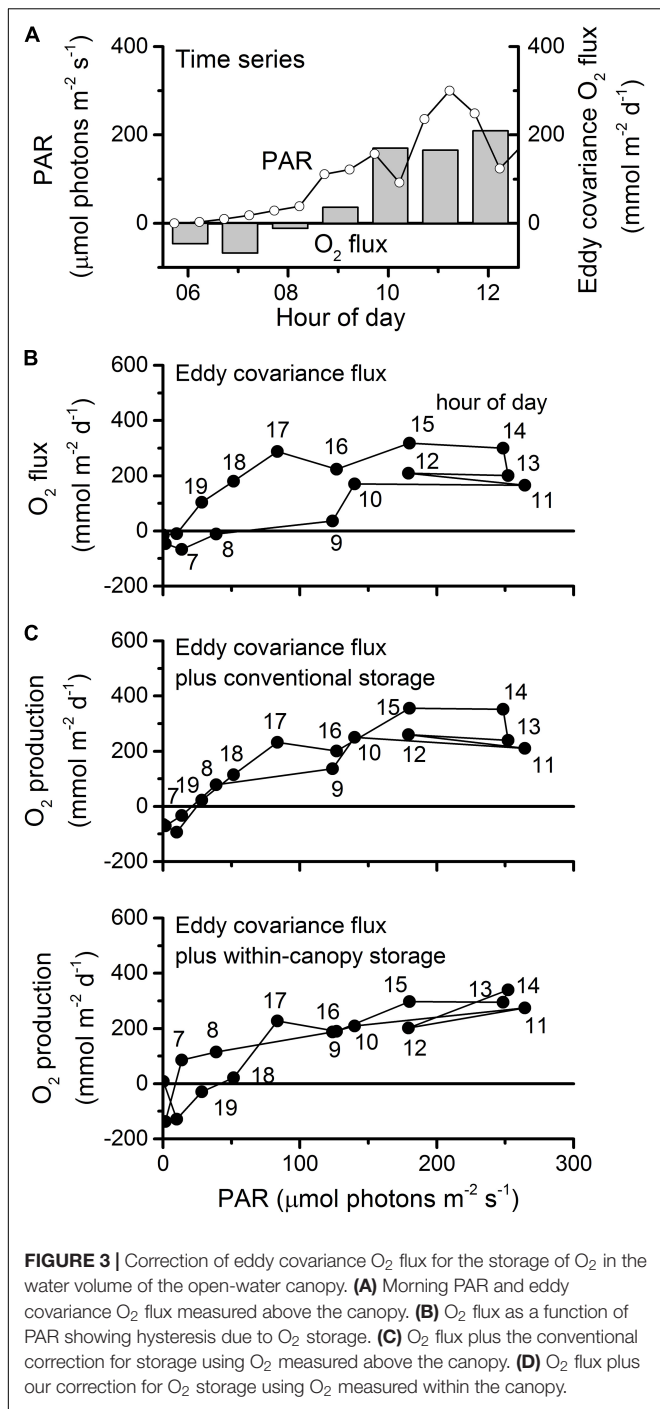 A
400
200
0
PAR
(μmol photons m⁻² s⁻¹)
Time series
PAR
O₂ flux
400
200
0
Eddy covariance O₂ flux
(mmol m⁻² d⁻¹)
06 08 10 12
Hour of day
B
600
400
200
0
-200
O₂ flux
(mmol m⁻² d⁻¹)
Eddy covariance flux
hour of day
19 18 17 16 15 12 14 13 11
7 8 9 10
C
600
400
200
0
-200
O₂ production
(mmol m⁻² d⁻¹)
Eddy covariance flux
plus conventional storage
7 19 8 18 17 16 9 10 15 12 14 13 11
600
400
200
0
-200
O₂ production
(mmol m⁻² d⁻¹)
Eddy covariance flux
plus within-canopy storage
7 8 17 16 9 10 15 12 13 14 11
19 18
0 100 200 300
PAR (μmol photons m⁻² s⁻¹)
FIGURE 3 | Correction of eddy covariance O₂ flux for the storage of O₂ in the
water volume of the open-water canopy. (A) Morning PAR and eddy
covariance O₂ flux measured above the canopy. (B) O₂ flux as a function of
PAR showing hysteresis due to O₂ storage. (C) O₂ flux plus the conventional
correction for storage using O₂ measured above the canopy. (D) O₂ flux plus
our correction for O₂ storage using O₂ measured within the canopy.